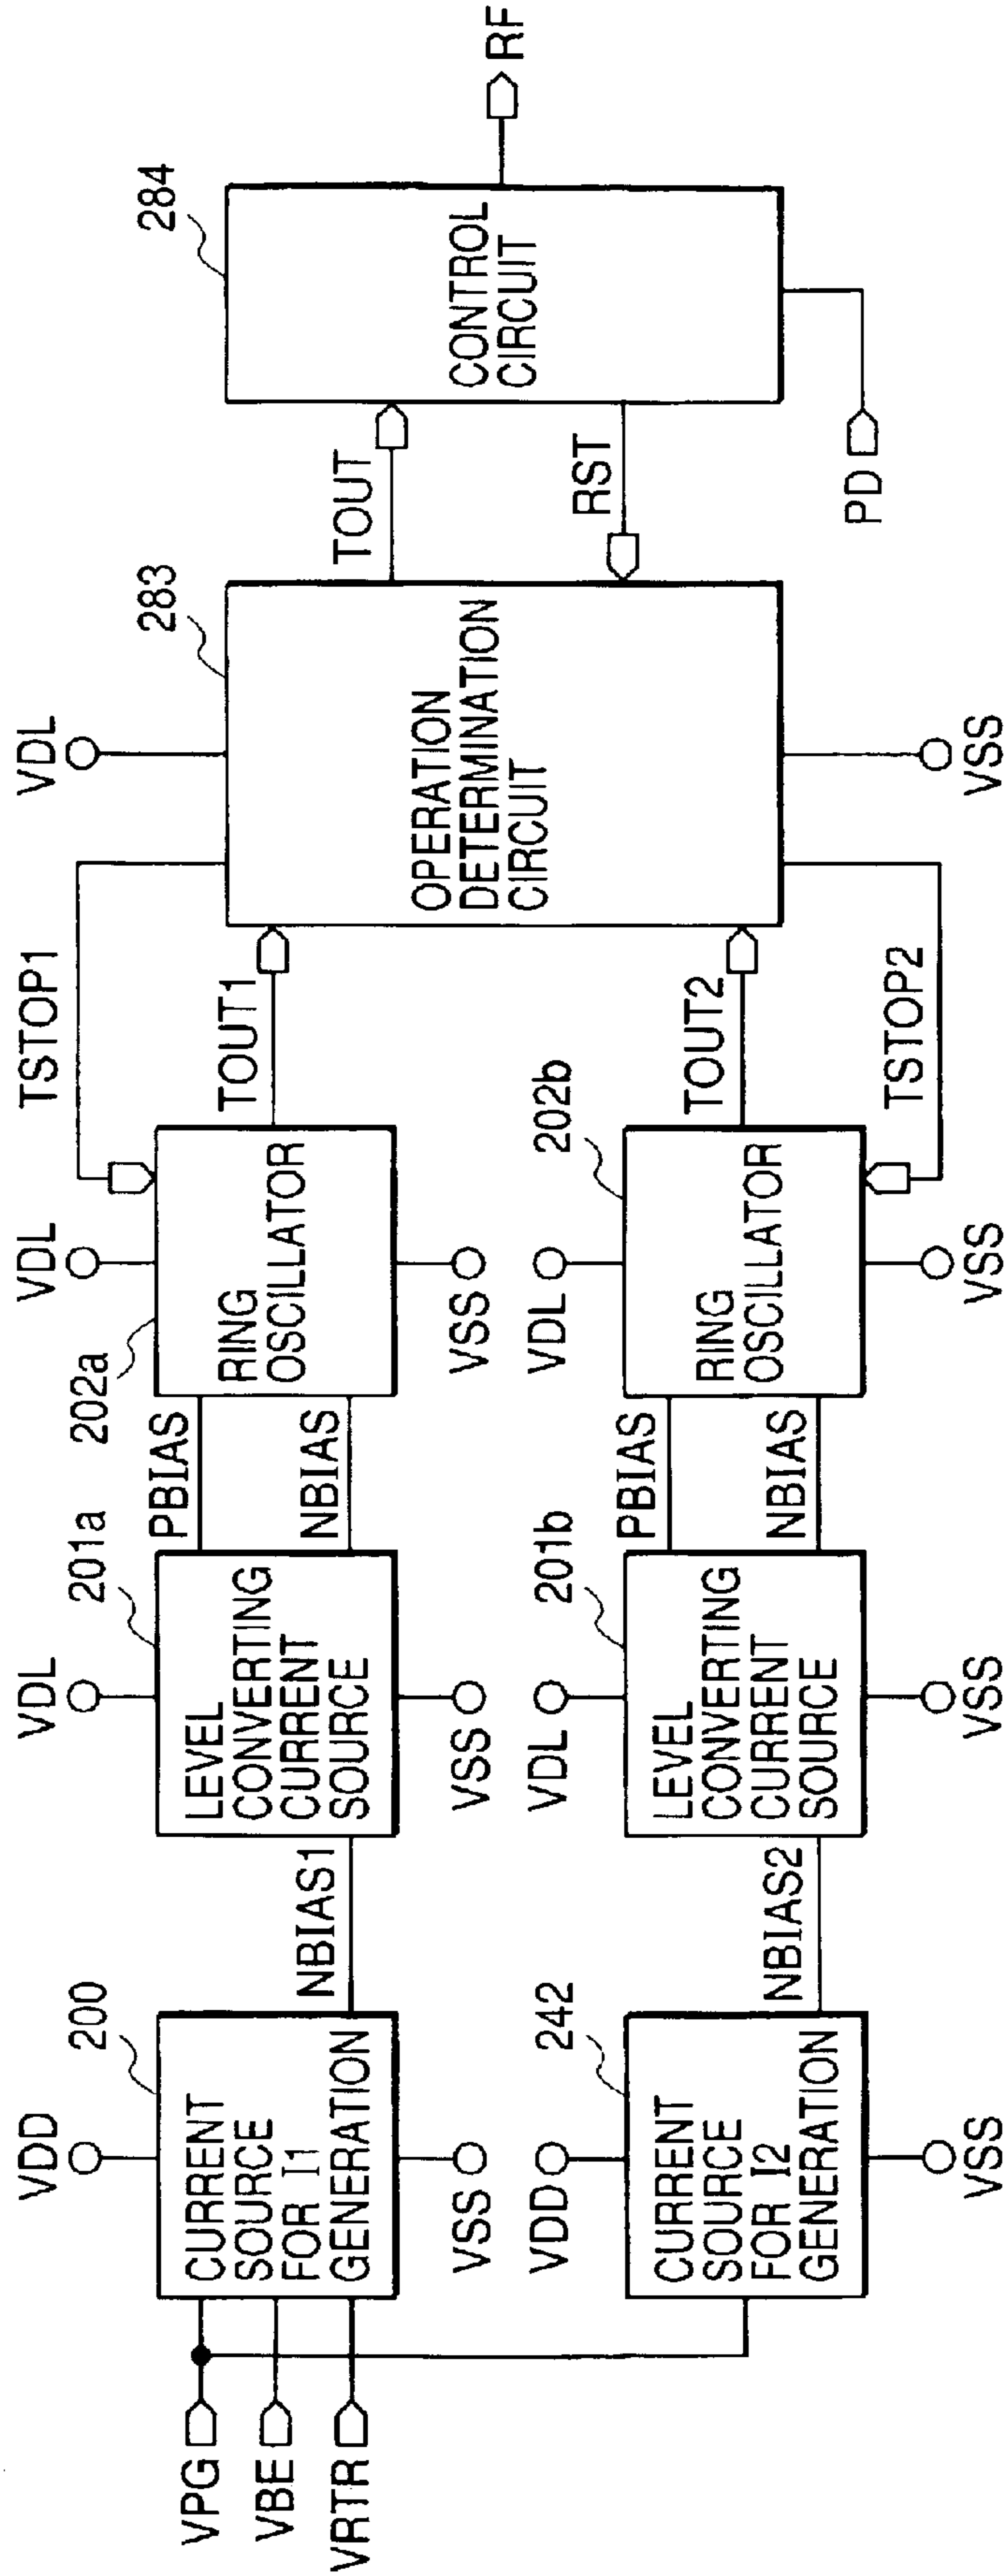 VDD
200
VPG
VBE
VRTR
CURRENT
SOURCE
FOR I1
GENERATION
VSS
NBIAS1
VDL
201a
LEVEL
CONVERTING
CURRENT
SOURCE
VSS
PBIAS
NBIAS
VDL
202a
RING
OSCILLATOR
VSS
TSTOP1
TOUT1
VDD
242
CURRENT
SOURCE
FOR I2
GENERATION
VSS
NBIAS2
VDL
201b
LEVEL
CONVERTING
CURRENT
SOURCE
VSS
PBIAS
NBIAS
VDL
202b
RING
OSCILLATOR
VSS
TOUT2
TSTOP2
VDL
283
OPERATION
DETERMINATION
CIRCUIT
VSS
TOUT
RST
284
CONTROL
CIRCUIT
PD
RF